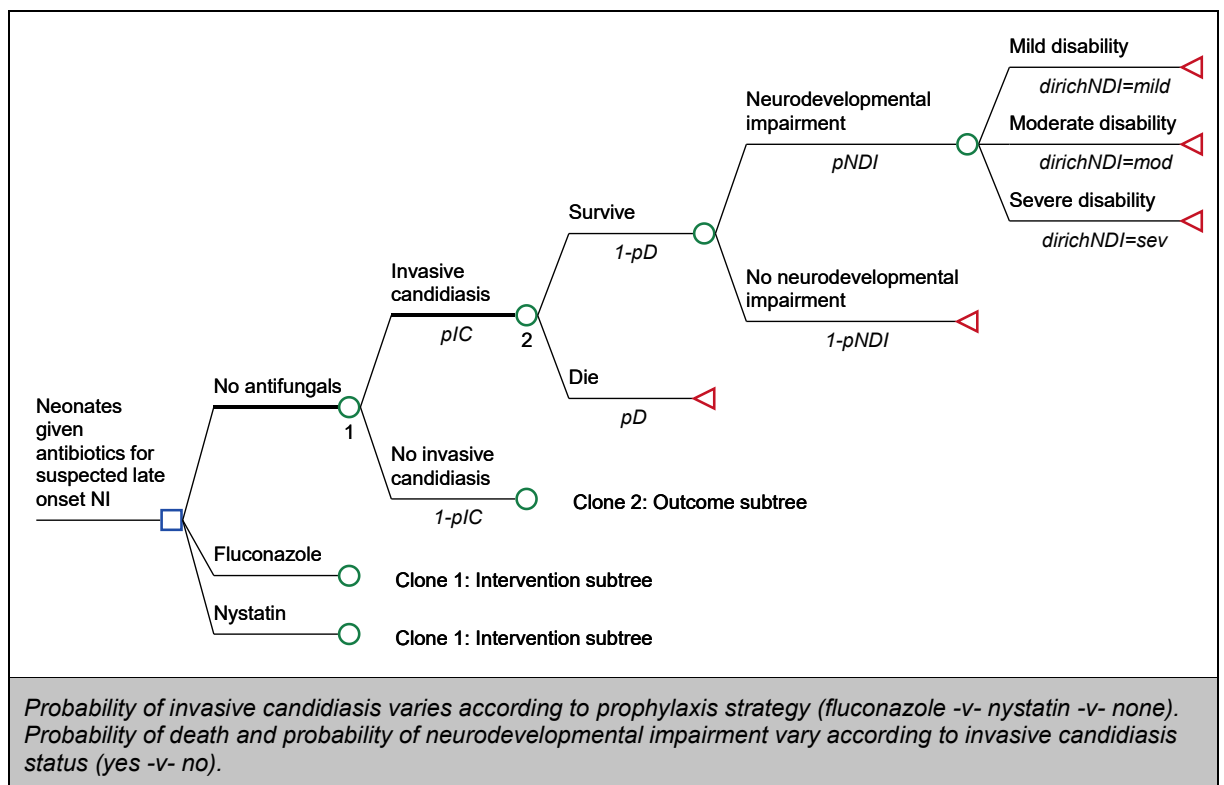 Mild disability
dirichNDI=mild
Neurodevelopmental
impairment
pNDI
Moderate disability
dirichNDI=mod
Severe disability
dirichNDI=sev
Survive
1-pD
No neurodevelopmental
impairment
1-pNDI
Invasive
candidiasis
pIC
2
Die
pD
No antifungals
1
Neonates
given
antibiotics for
suspected late
onset NI
No invasive
candidiasis
1-pIC
Clone 2: Outcome subtree
Fluconazole
Clone 1: Intervention subtree
Nystatin
Clone 1: Intervention subtree
Probability of invasive candidiasis varies according to prophylaxis strategy (fluconazole -v- nystatin -v- none).
Probability of death and probability of neurodevelopmental impairment vary according to invasive candidiasis
status (yes -v- no).